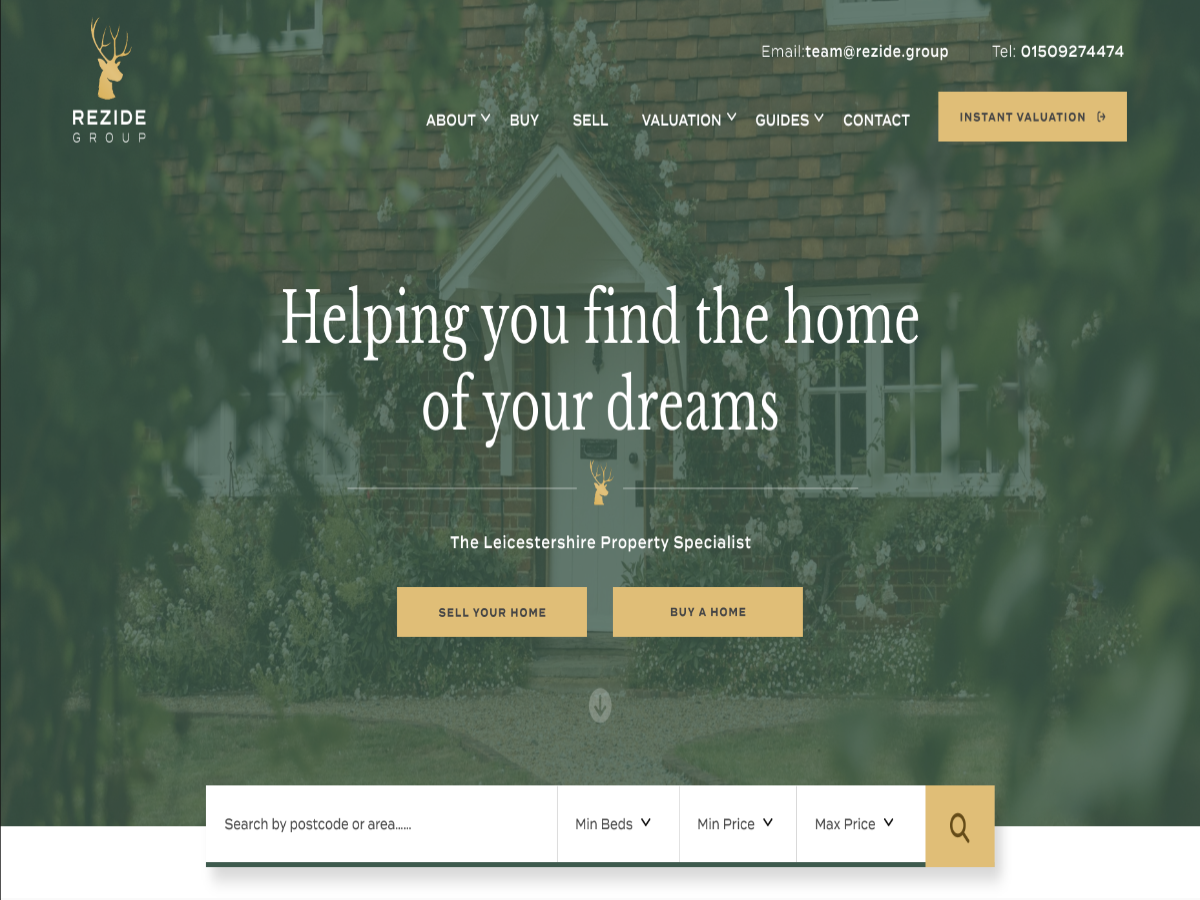 Email:team@rezide.group Tel: 01509274474
REZIDE
GROUP
ABOUT BUY SELL VALUATION GUIDES CONTACT INSTANT VALUATION
Helping you find the home
of your dreams
The Leicestershire Property Specialist
SELL YOUR HOME BUY A HOME
Search by postcode or area...... Min Beds Min Price Max Price